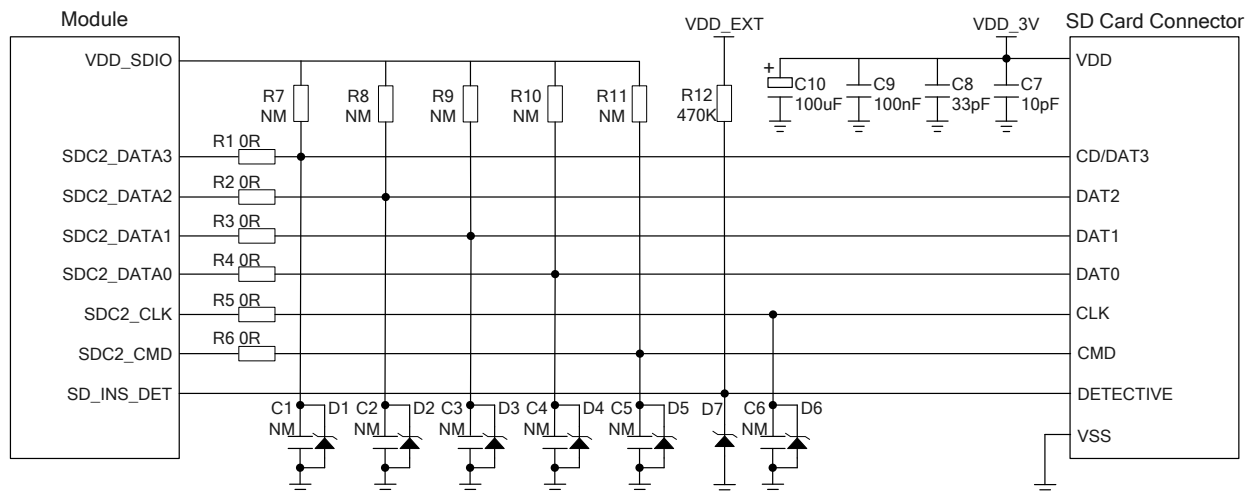 Module
VDD_EXT
VDD_3V
SD Card Connector
VDD_SDIO
VDD
R7
NM
R8
NM
R9
NM
R10
NM
R11
NM
R12
470K
+
C10
100uF
C9
100nF
C8
33pF
C7
10pF
SDC2_DATA3
R1 0R
CD/DAT3
SDC2_DATA2
R2 0R
DAT2
SDC2_DATA1
R3 0R
DAT1
SDC2_DATA0
R4 0R
DAT0
SDC2_CLK
R5 0R
CLK
SDC2_CMD
R6 0R
CMD
SD_INS_DET
DETECTIVE
C1
NM
D1
C2
NM
D2
C3
NM
D3
C4
NM
D4
C5
NM
D5
D7
C6
NM
D6
VSS